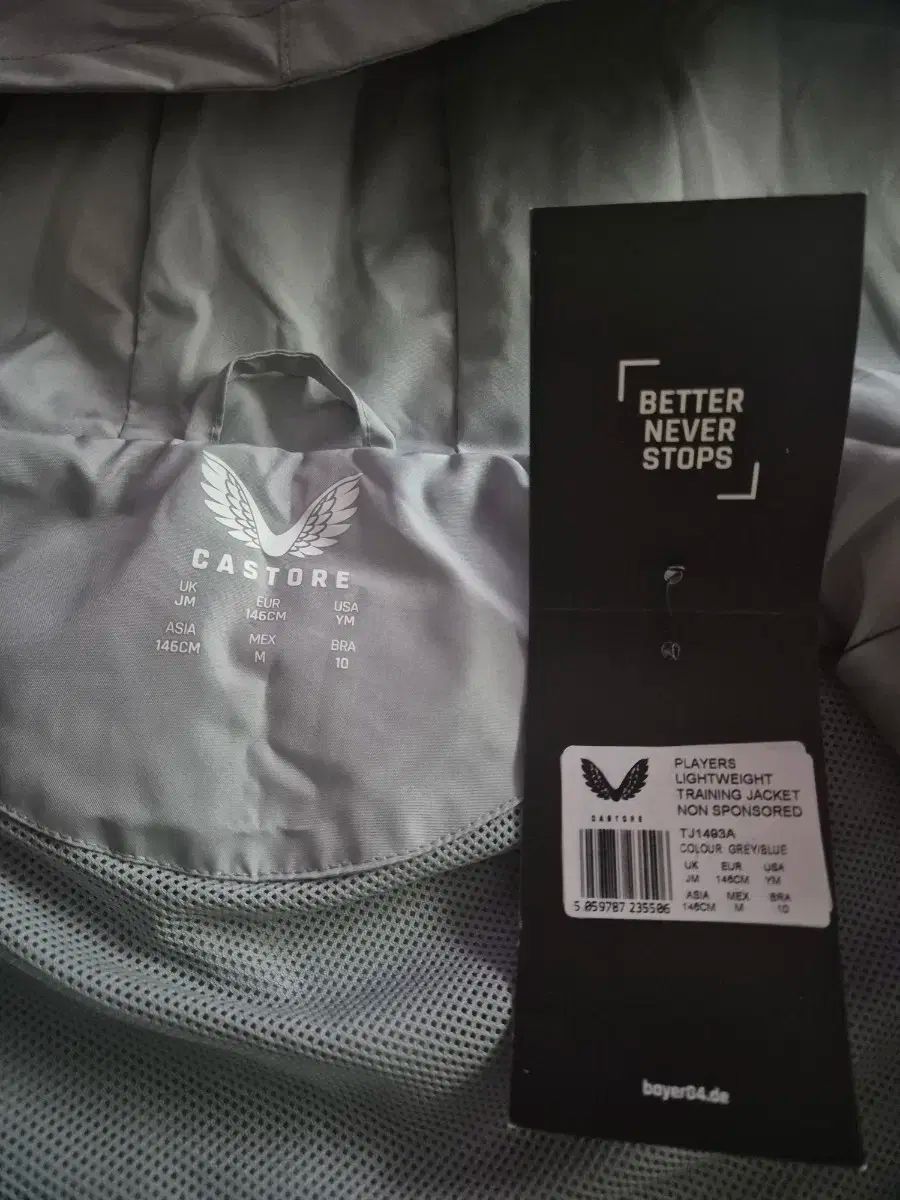 CASTORE
UK EUR USA
JM 146CM YM
ASIA MEX BRA
146CM M 10
BETTER
NEVER
STOPS
CASTORE
PLAYERS
LIGHTWEIGHT
TRAINING JACKET
NON SPONSORED
TJ1493A
COLOUR GREY/BLUE
UK EUR USA
JM 146CM YM
ASIA MEX BRA
146CM M 10
5 059787 235506
bayer04.de